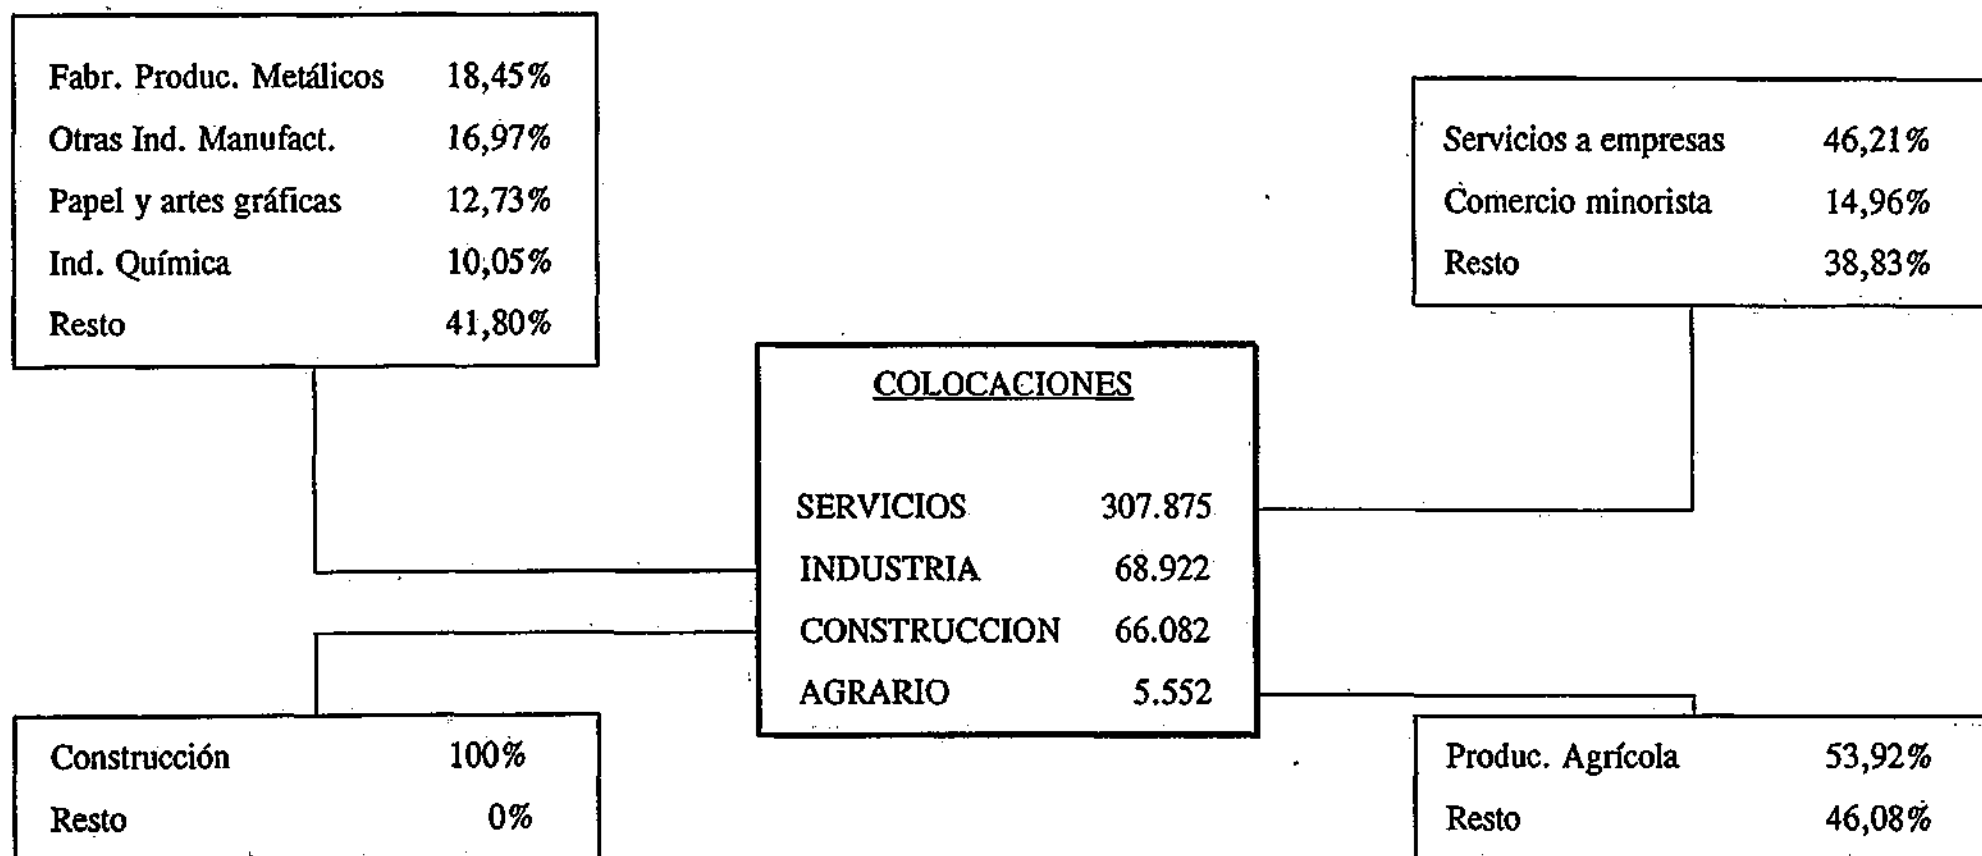 Fabr. Produc. Metálicos 18,45%
Otras Ind. Manufact. 16,97%
Papel y artes gráficas 12,73%
Ind. Química 10,05%
Resto 41,80%
Servicios a empresas 46,21%
Comercio minorista 14,96%
Resto 38,83%
COLOCACIONES
SERVICIOS 307.875
INDUSTRIA 68.922
CONSTRUCCION 66.082
AGRARIO 5.552
Construcción 100%
Resto 0%
Produc. Agrícola 53,92%
Resto 46,08%